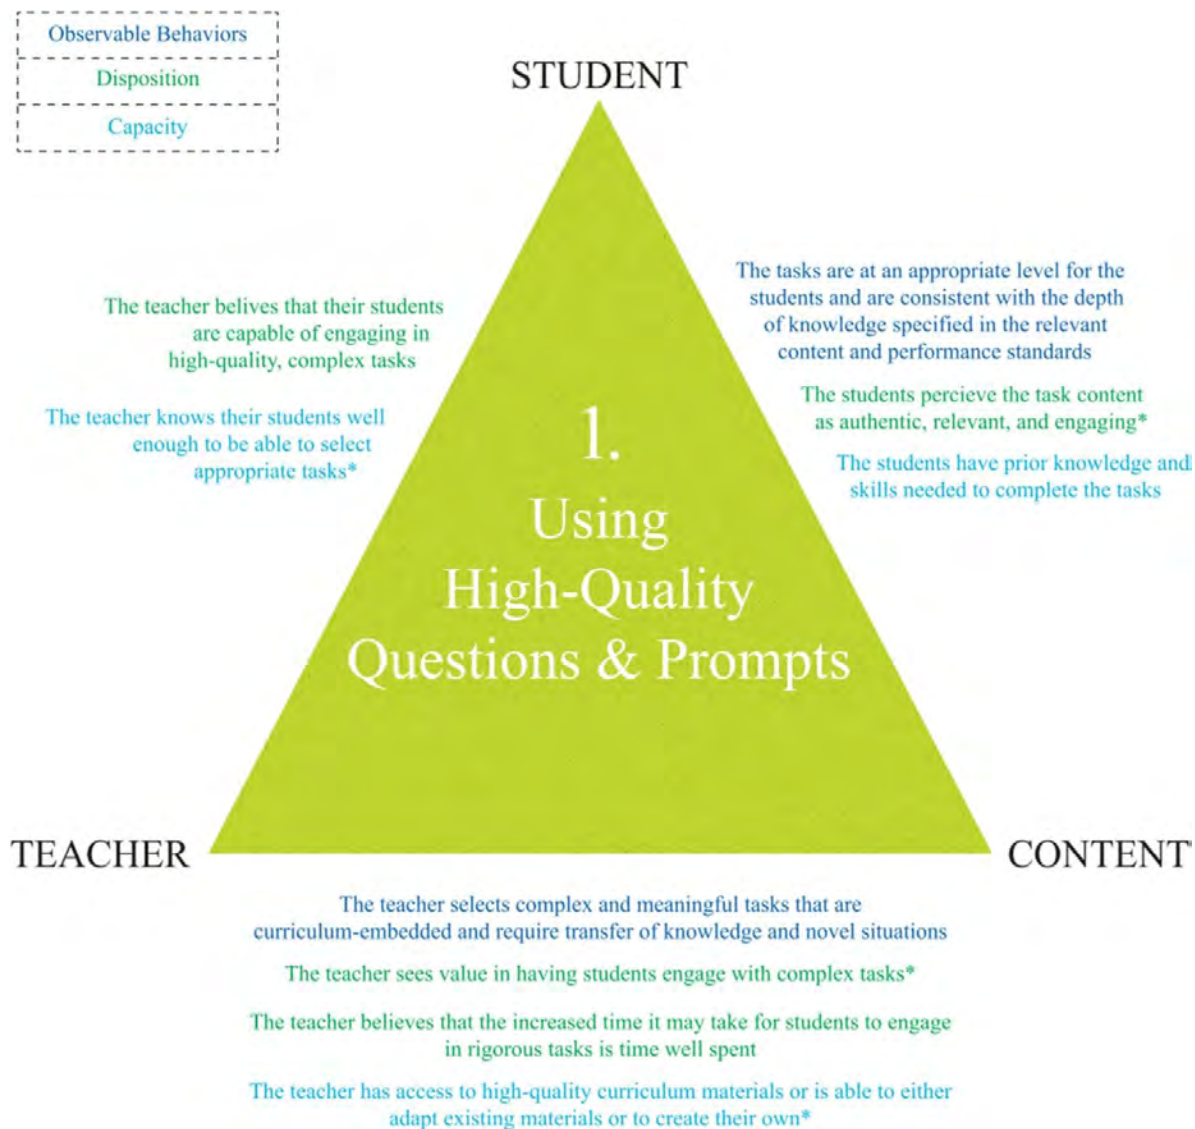 Observable Behaviors
Disposition
Capacity
STUDENT
The teacher belives that their students
are capable of engaging in
high-quality, complex tasks
The teacher knows their students well
enough to be able to select
appropriate tasks*
The tasks are at an appropriate level for the
students and are consistent with the depth
of knowledge specified in the relevant
content and performance standards
The students percieve the task content
as authentic, relevant, and engaging*
The students have prior knowledge and
skills needed to complete the tasks
1.
Using
High-Quality
Questions & Prompts
TEACHER
CONTENT
The teacher selects complex and meaningful tasks that are
curriculum-embedded and require transfer of knowledge and novel situations
The teacher sees value in having students engage with complex tasks*
The teacher believes that the increased time it may take for students to engage
in rigorous tasks is time well spent
The teacher has access to high-quality curriculum materials or is able to either
adapt existing materials or to create their own*